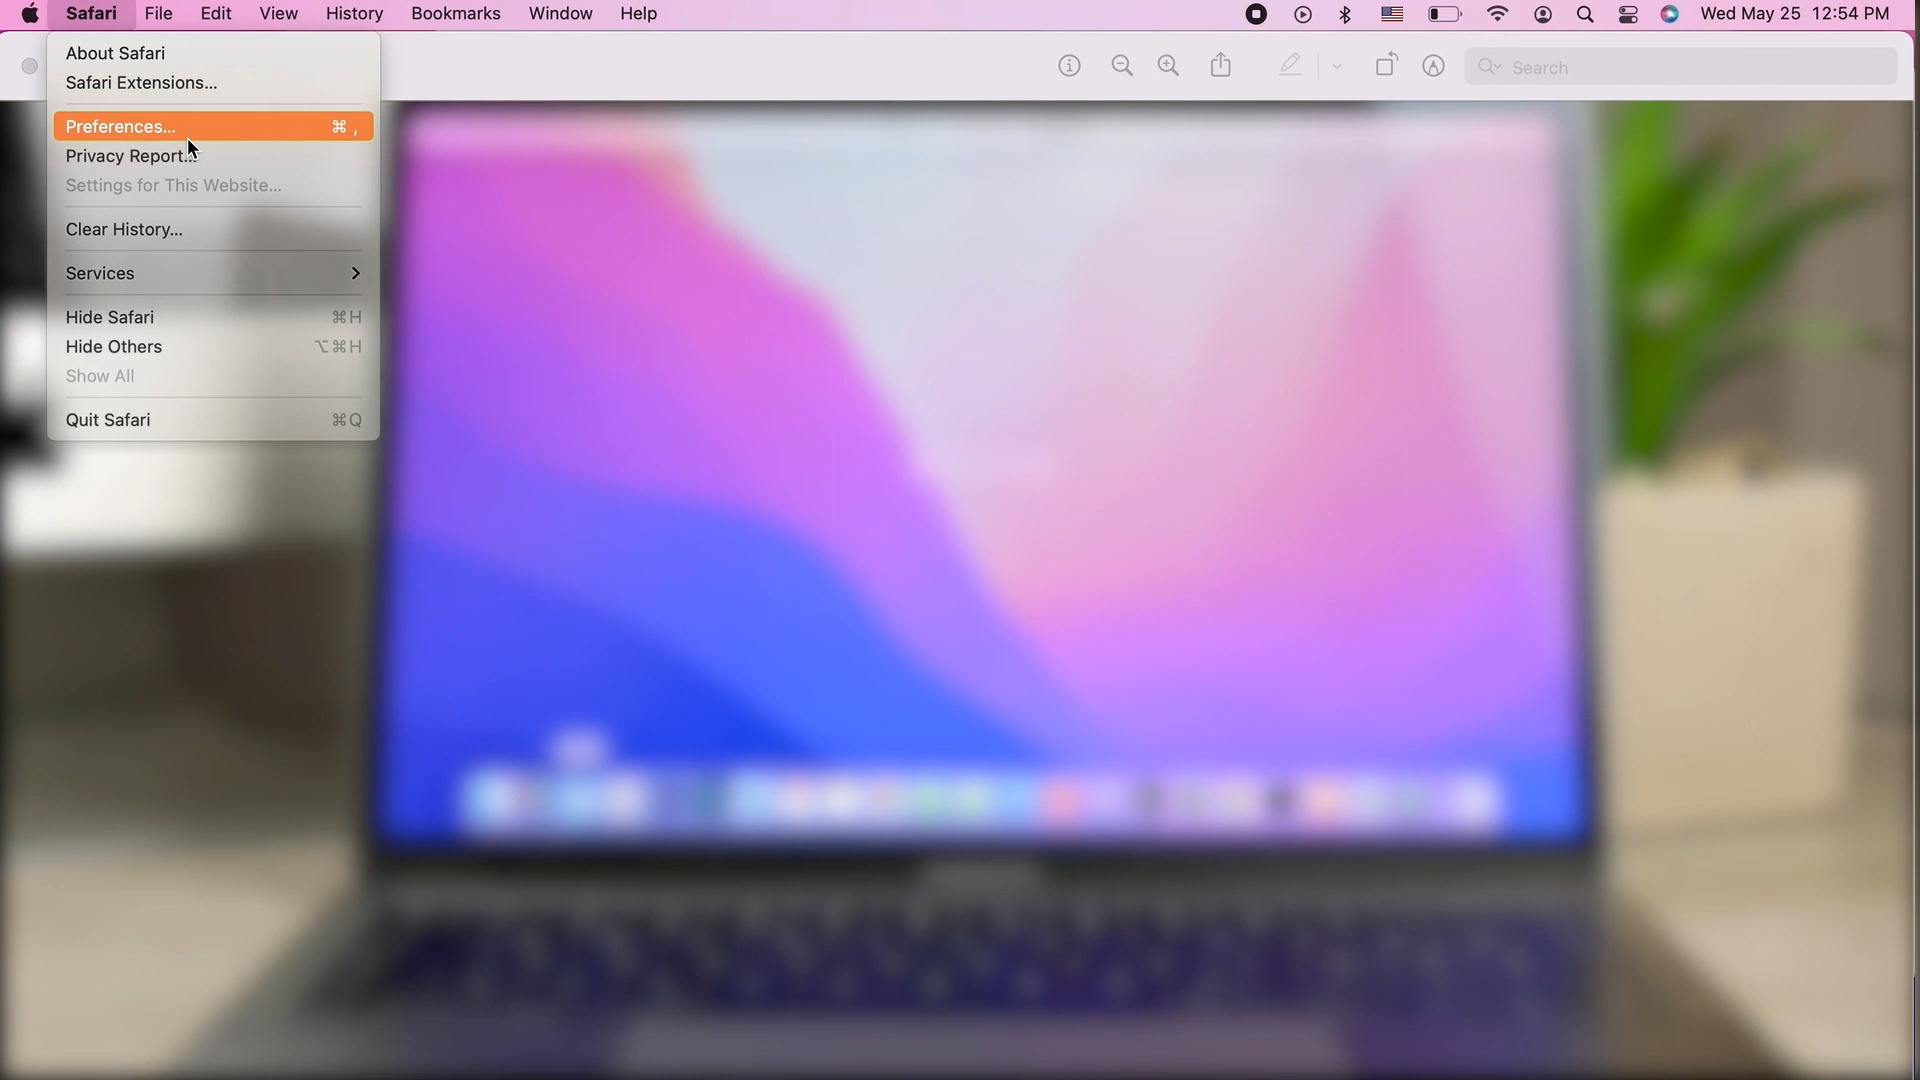 Safari File Edit View History Bookmarks Window Help Wed May 25 12:54 PM
Search
About Safari
Safari Extensions...
Preferences... ⌘ ,
Privacy Report...
Settings for This Website...
Clear History...
Services
Hide Safari ⌘H
Hide Others ⌥⌘H
Show All
Quit Safari ⌘Q